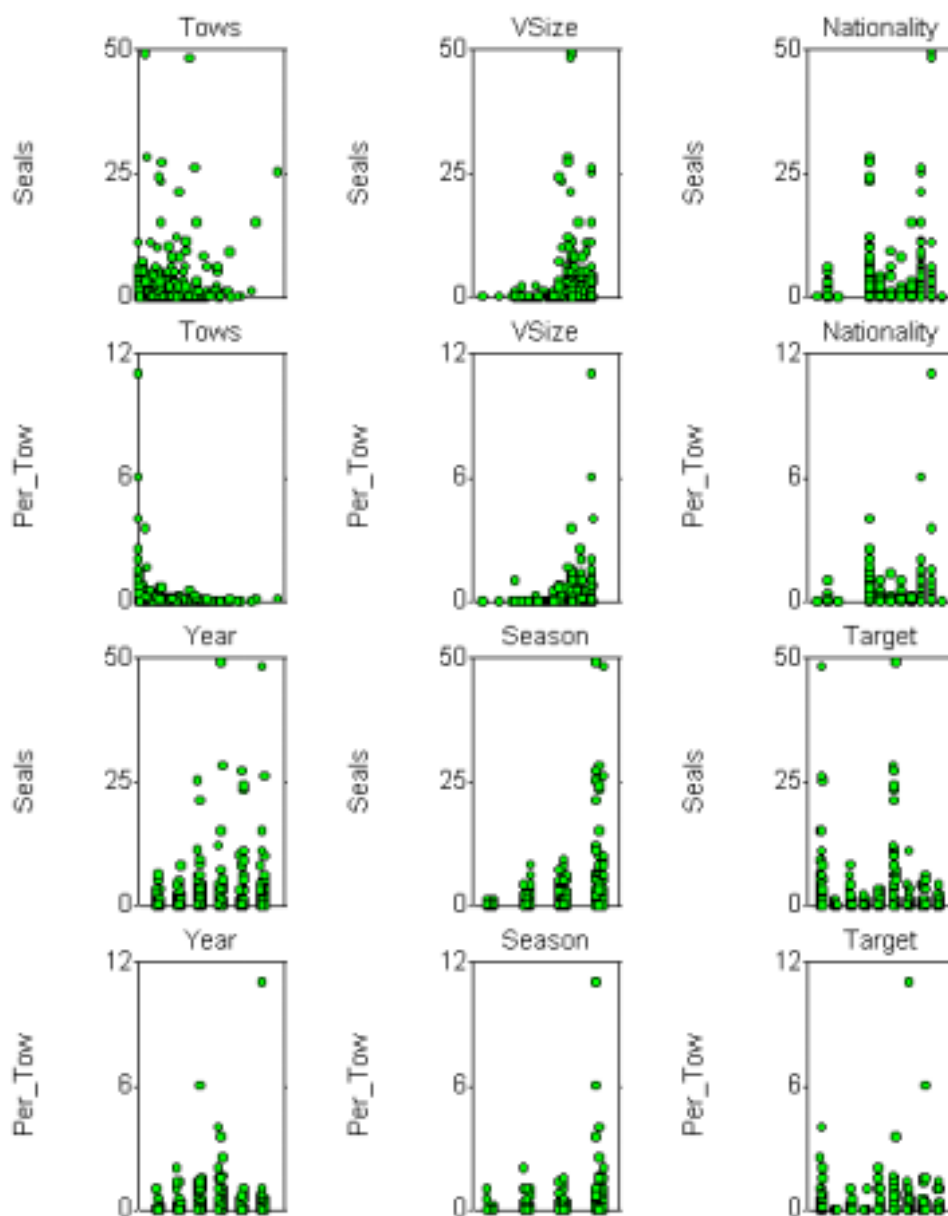 Tows VSize Nationality
50 50 50
Seals Seals Seals
25 25 25
0 0 0
Tows VSize Nationality
12 12 12
Per_Tow Per_Tow Per_Tow
6 6 6
0 0 0
Year Season Target
50 50 50
Seals Seals Seals
25 25 25
0 0 0
Year Season Target
12 12 12
Per_Tow Per_Tow Per_Tow
6 6 6
0 0 0